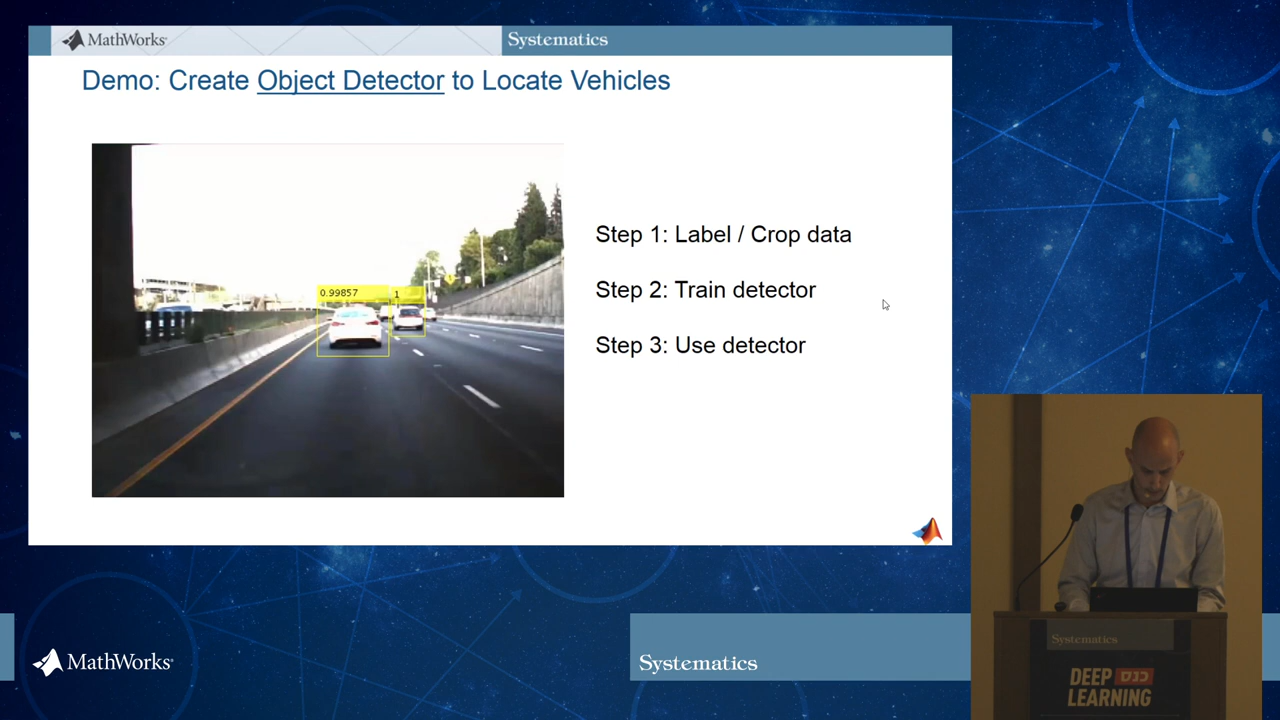 MathWorks®
Systematics
Demo: Create Object Detector to Locate Vehicles
0.99857
1
Step 1: Label / Crop data
Step 2: Train detector
Step 3: Use detector
MathWorks®
Systematics
Systematics
DEEP כנס
LEARNING